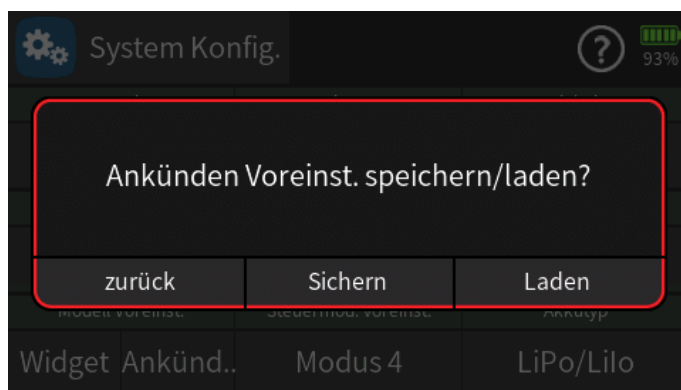 System Konfig.
?
93%
Ankünden Voreinst. speichern/laden?
zurück Sichern Laden
Modell Voreinst. Steuermod. Voreinst. Akkutyp
Widget Ankünd.. Modus 4 LiPo/LiIo